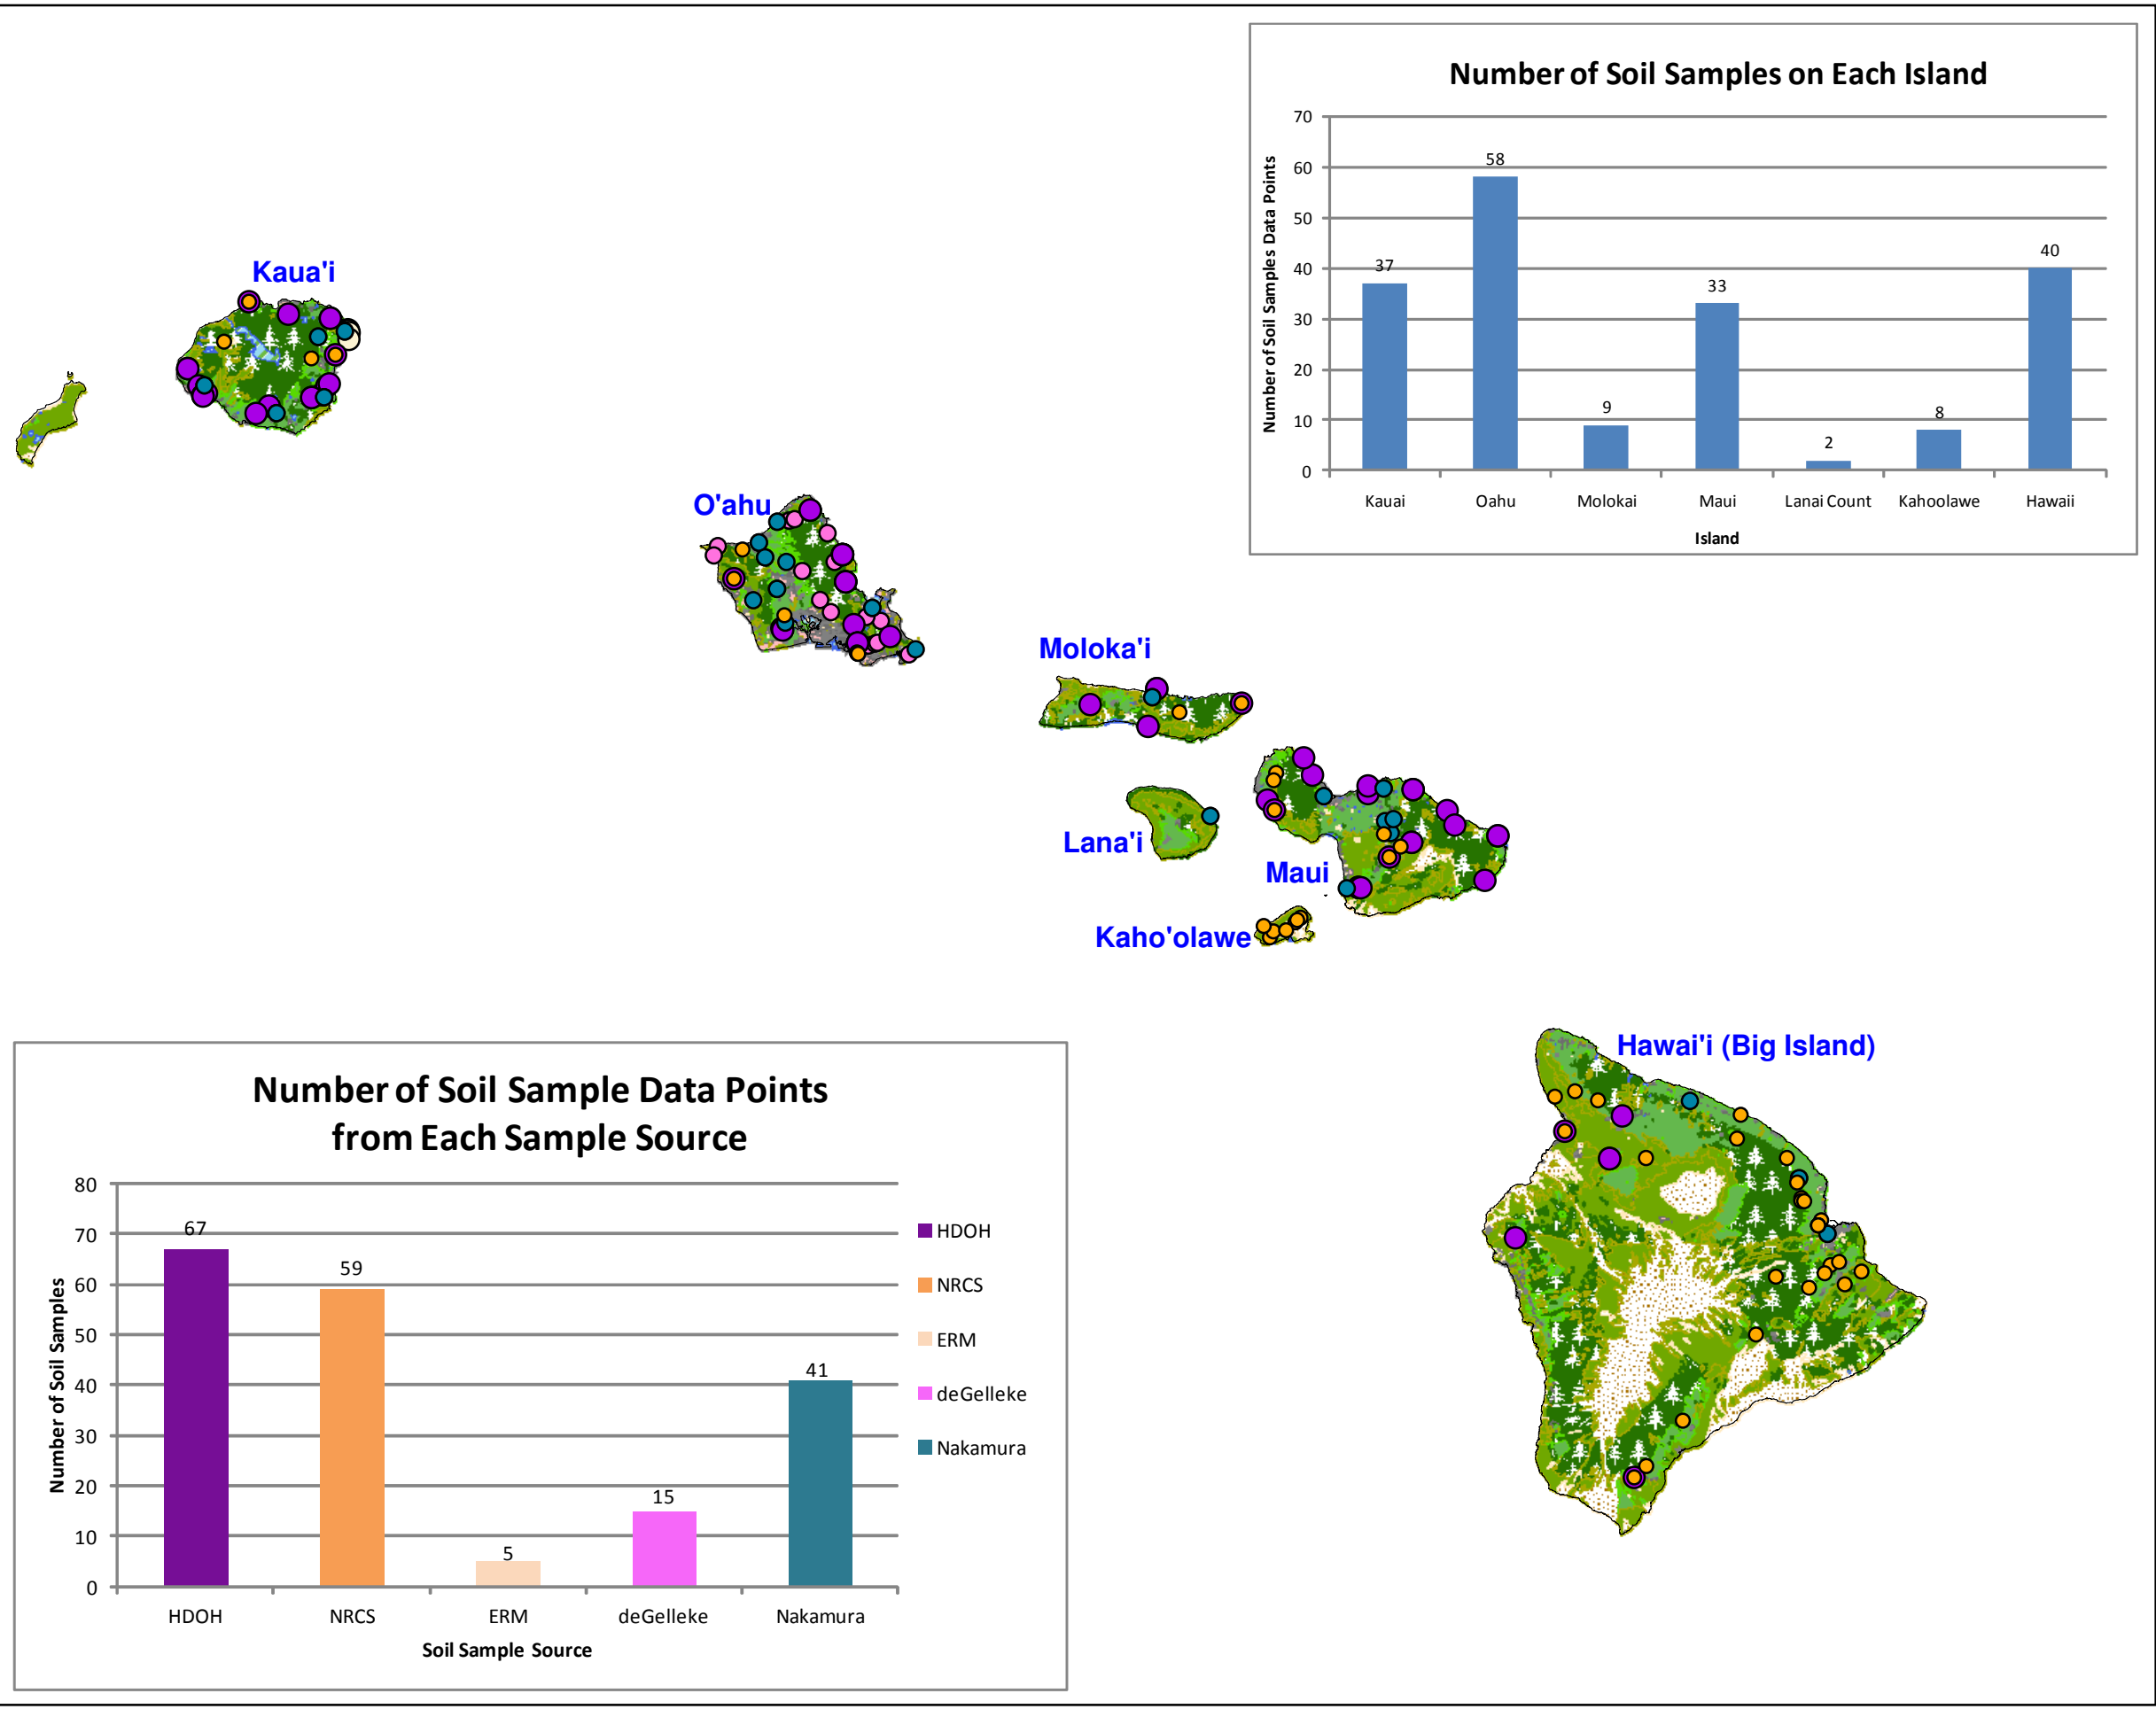 Number of Soil Samples on Each Island
70
60
50
40
30
20
10
0
Number of Soil Samples Data Points
37
58
9
33
2
8
40
Kauai Oahu Molokai Maui Lanai Count Kahoolawe Hawaii
Island
Kaua'i
O'ahu
Moloka'i
Lana'i
Maui
Kaho'olawe
Hawai'i (Big Island)
Number of Soil Sample Data Points
from Each Sample Source
80
70
60
50
40
30
20
10
0
Number of Soil Samples
67
59
5
15
41
HDOH NRCS ERM deGelleke Nakamura
Soil Sample Source
HDOH
NRCS
ERM
deGelleke
Nakamura